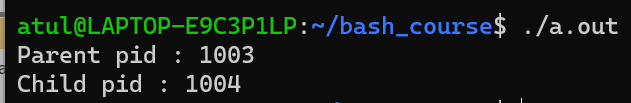 atul@LAPTOP-E9C3P1LP:~/bash_course$ ./a.out
Parent pid : 1003
Child pid : 1004